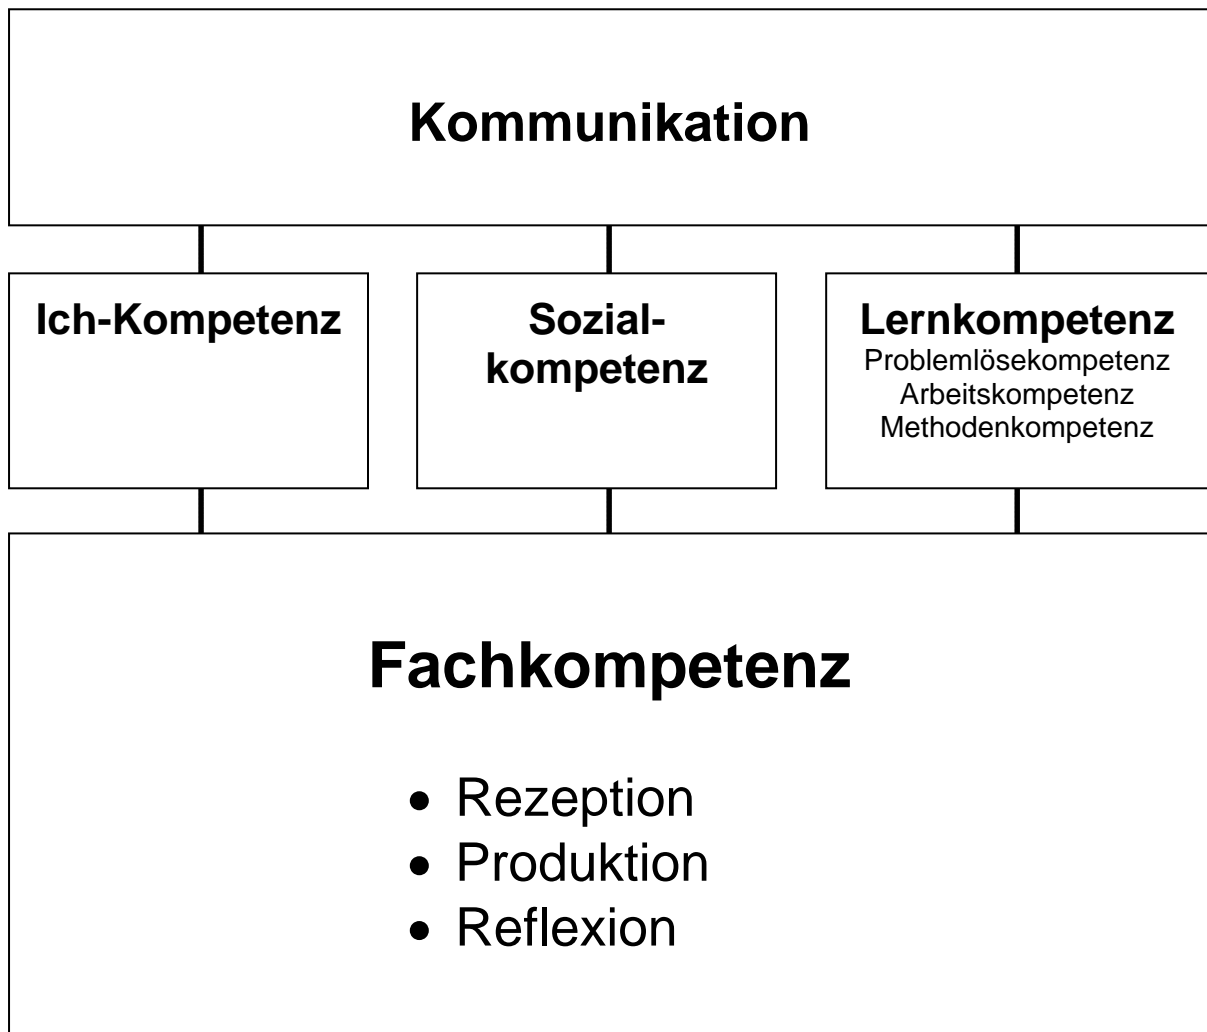 Kommunikation
Ich-Kompetenz
Sozial-
kompetenz
Lernkompetenz
Problemlösekompetenz
Arbeitskompetenz
Methodenkompetenz
Fachkompetenz
• Rezeption
• Produktion
• Reflexion